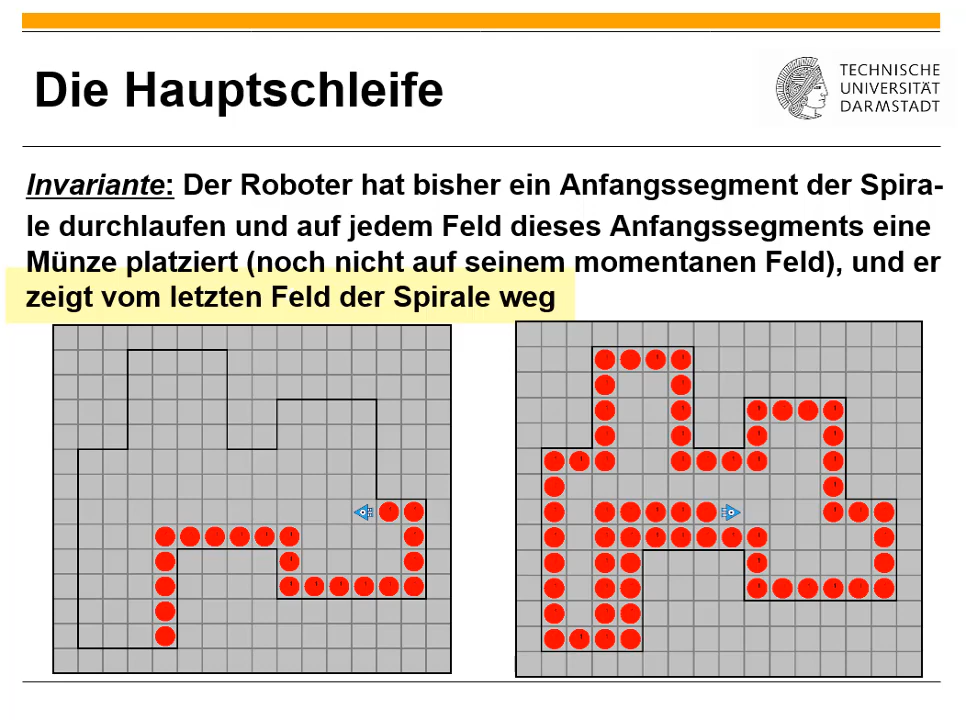 Die Hauptschleife
TECHNISCHE
UNIVERSITÄT
DARMSTADT
Invariante: Der Roboter hat bisher ein Anfangssegment der Spira-
le durchlaufen und auf jedem Feld dieses Anfangssegments eine
Münze platziert (noch nicht auf seinem momentanen Feld), und er
zeigt vom letzten Feld der Spirale weg